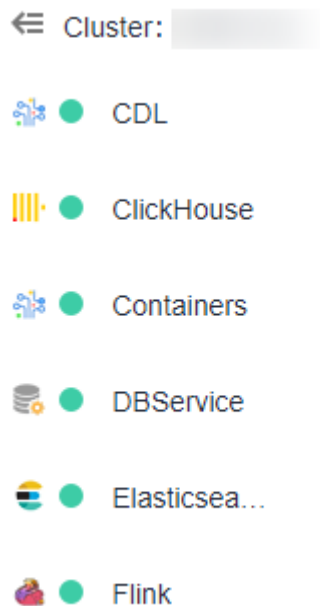 Cluster:
CDL
ClickHouse
Containers
DBService
Elasticsea...
Flink